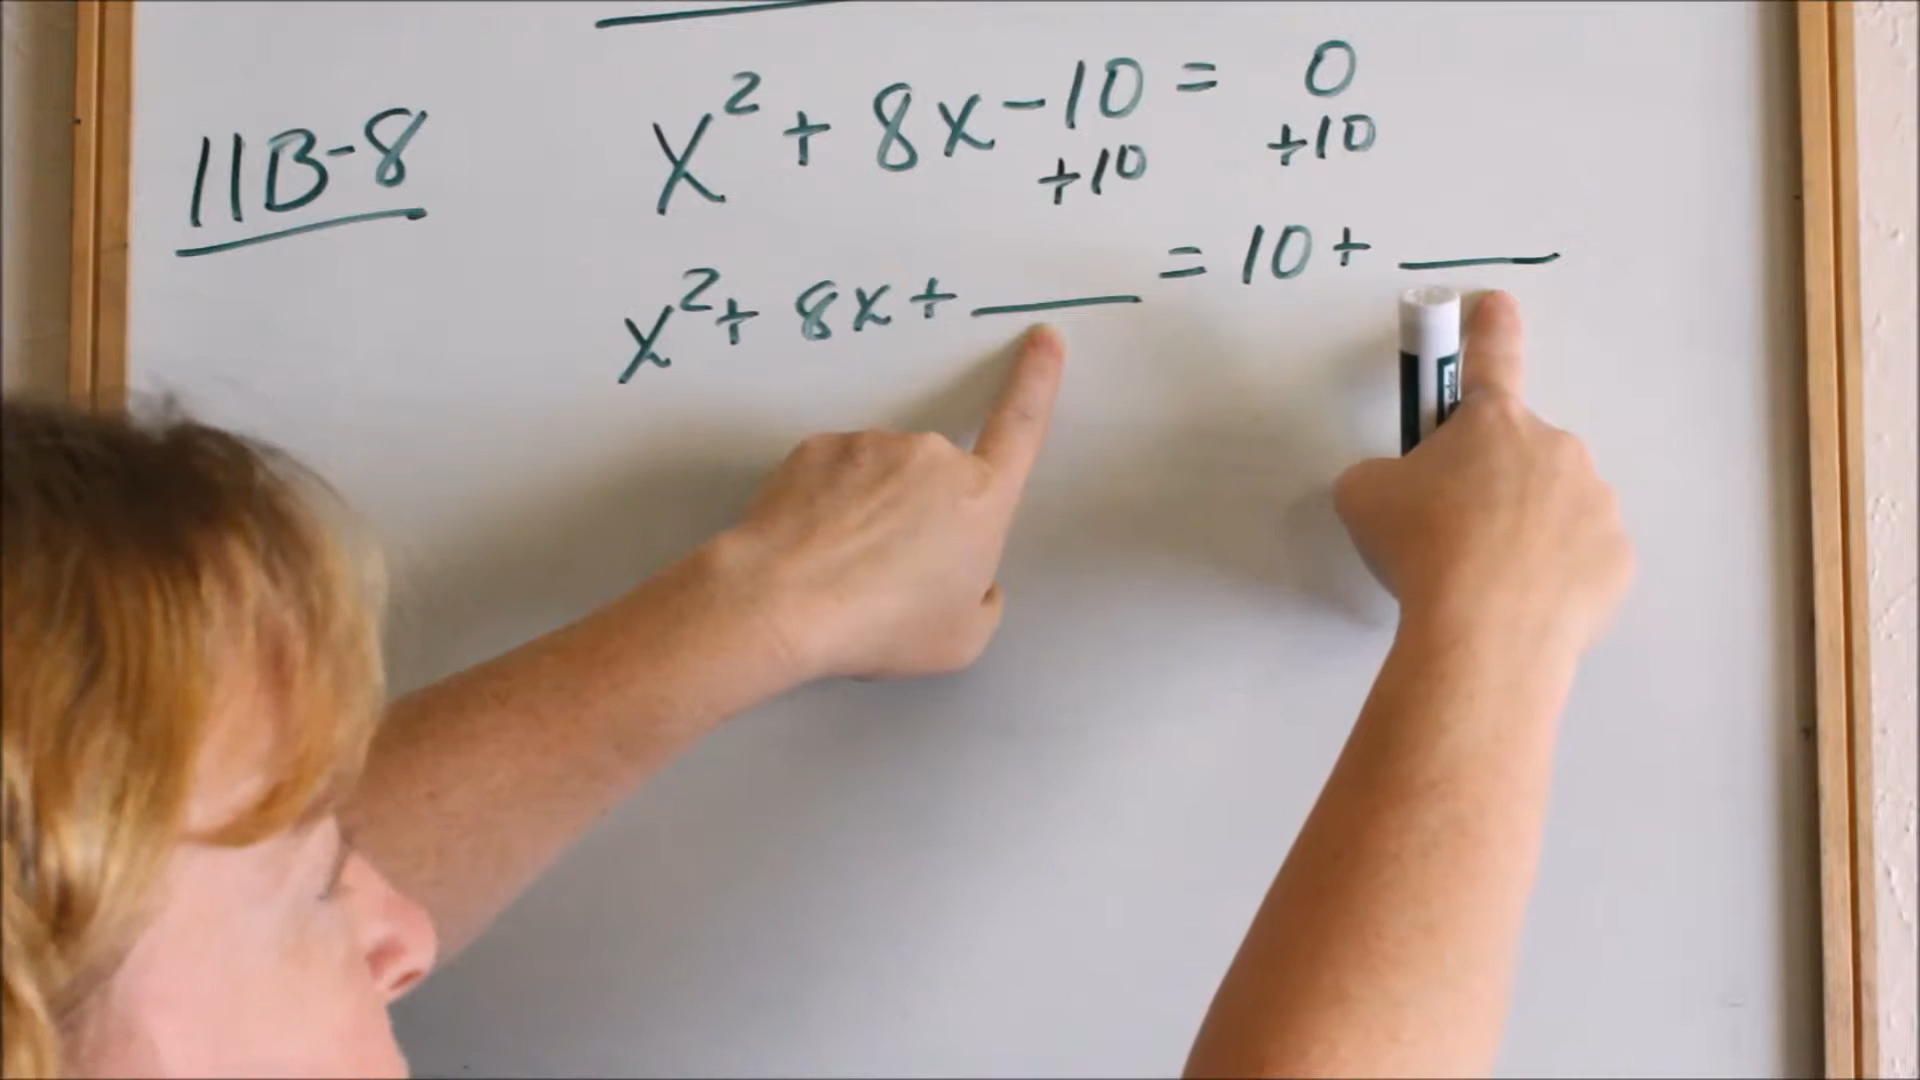 11B-8
x² + 8x - 10 = 0
+10 +10
x² + 8x + ___ = 10 + ___